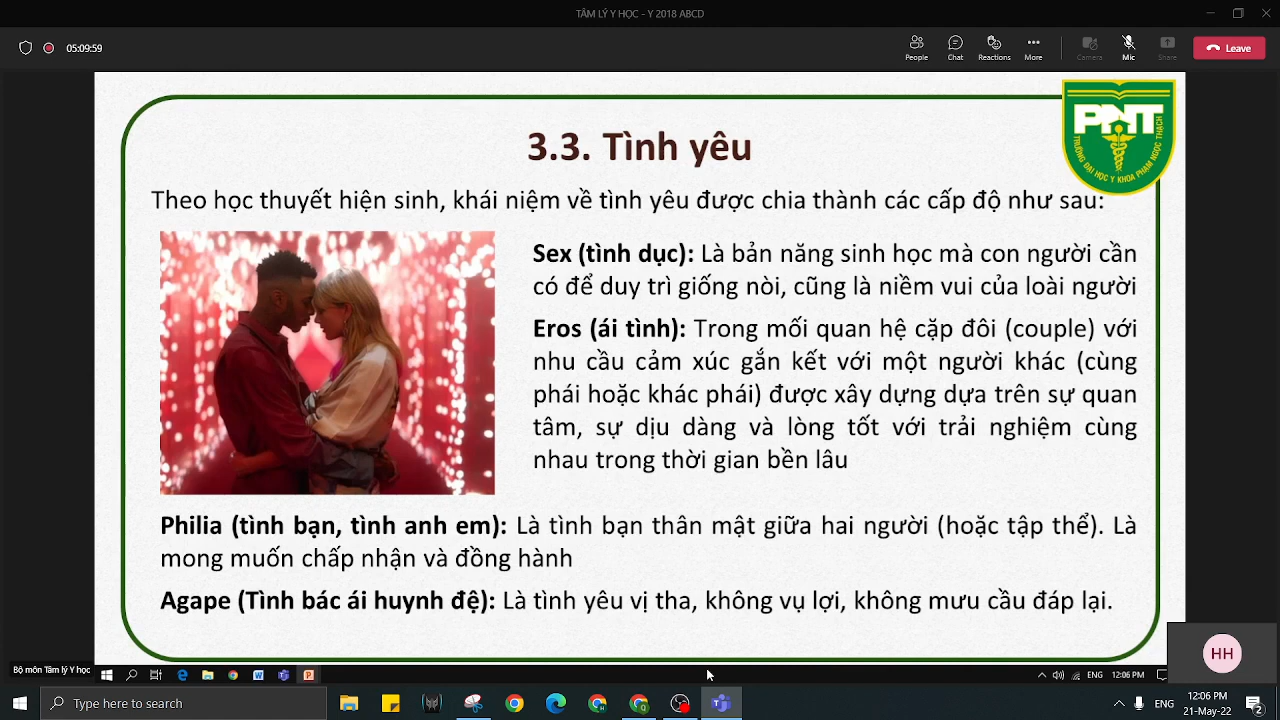 TÂM LÝ Y HỌC - Y 2018 ABCD
05:09:59
People
Chat
Reactions
More
Camera
Mic
Share
Leave
PNT
TRƯỜNG ĐẠI HỌC Y KHOA PHẠM NGỌC THẠCH
3.3. Tình yêu
Theo học thuyết hiện sinh, khái niệm về tình yêu được chia thành các cấp độ như sau:
Sex (tình dục): Là bản năng sinh học mà con người cần
có để duy trì giống nòi, cũng là niềm vui của loài người
Eros (ái tình): Trong mối quan hệ cặp đôi (couple) với
nhu cầu cảm xúc gắn kết với một người khác (cùng
phái hoặc khác phái) được xây dựng dựa trên sự quan
tâm, sự dịu dàng và lòng tốt với trải nghiệm cùng
nhau trong thời gian bền lâu
Philia (tình bạn, tình anh em): Là tình bạn thân mật giữa hai người (hoặc tập thể). Là
mong muốn chấp nhận và đồng hành
Agape (Tình bác ái huynh đệ): Là tình yêu vị tha, không vụ lợi, không mưu cầu đáp lại.
HH
Bộ môn Tâm lý Y học
ENG
12:06 PM
Type here to search
ENG
12:06 PM
21-May-22
2